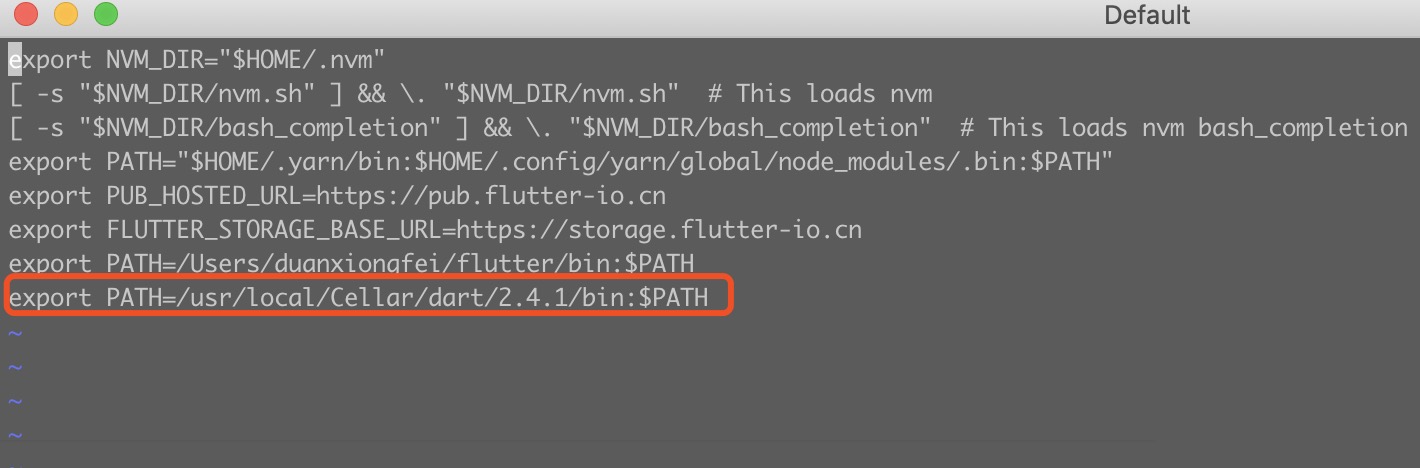 Default
export NVM_DIR="$HOME/.nvm"
[ -s "$NVM_DIR/nvm.sh" ] && \. "$NVM_DIR/nvm.sh"  # This loads nvm
[ -s "$NVM_DIR/bash_completion" ] && \. "$NVM_DIR/bash_completion"  # This loads nvm bash_completion
export PATH="$HOME/.yarn/bin:$HOME/.config/yarn/global/node_modules/.bin:$PATH"
export PUB_HOSTED_URL=https://pub.flutter-io.cn
export FLUTTER_STORAGE_BASE_URL=https://storage.flutter-io.cn
export PATH=/Users/duanxiongfei/flutter/bin:$PATH
export PATH=/usr/local/Cellar/dart/2.4.1/bin:$PATH
~
~
~
~